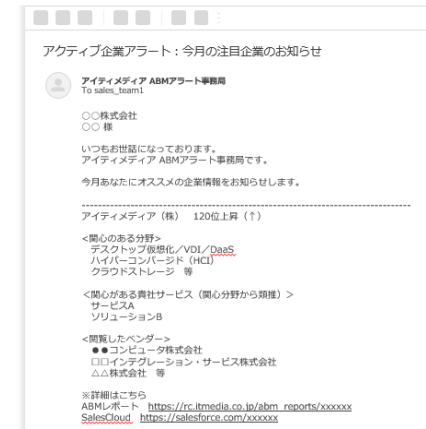 アクティブ企業アラート：今月の注目企業のお知らせ
アイティメディア ABMアラート事務局
To sales_team1
○○株式会社
○○ 様
いつもお世話になっております。
アイティメディア ABMアラート事務局です。
今月あなたにオススメの企業情報をお知らせします。
--------------------------------------------------------------------------------
アイティメディア（株） 120位上昇（↑）
<関心のある分野>
デスクトップ仮想化／VDI／DaaS
ハイパーコンバージド（HCI）
クラウドストレージ 等
<関心がある貴社サービス（関心分野から類推）>
サービスA
ソリューションB
<閲覧したベンダー>
●●コンピュータ株式会社
□□インテグレーション・サービス株式会社
△△株式会社 等
※詳細はこちら
ABMレポート https://rc.itmedia.co.jp/abm_reports/xxxxxx
SalesCloud https://salesforce.com/xxxxxx